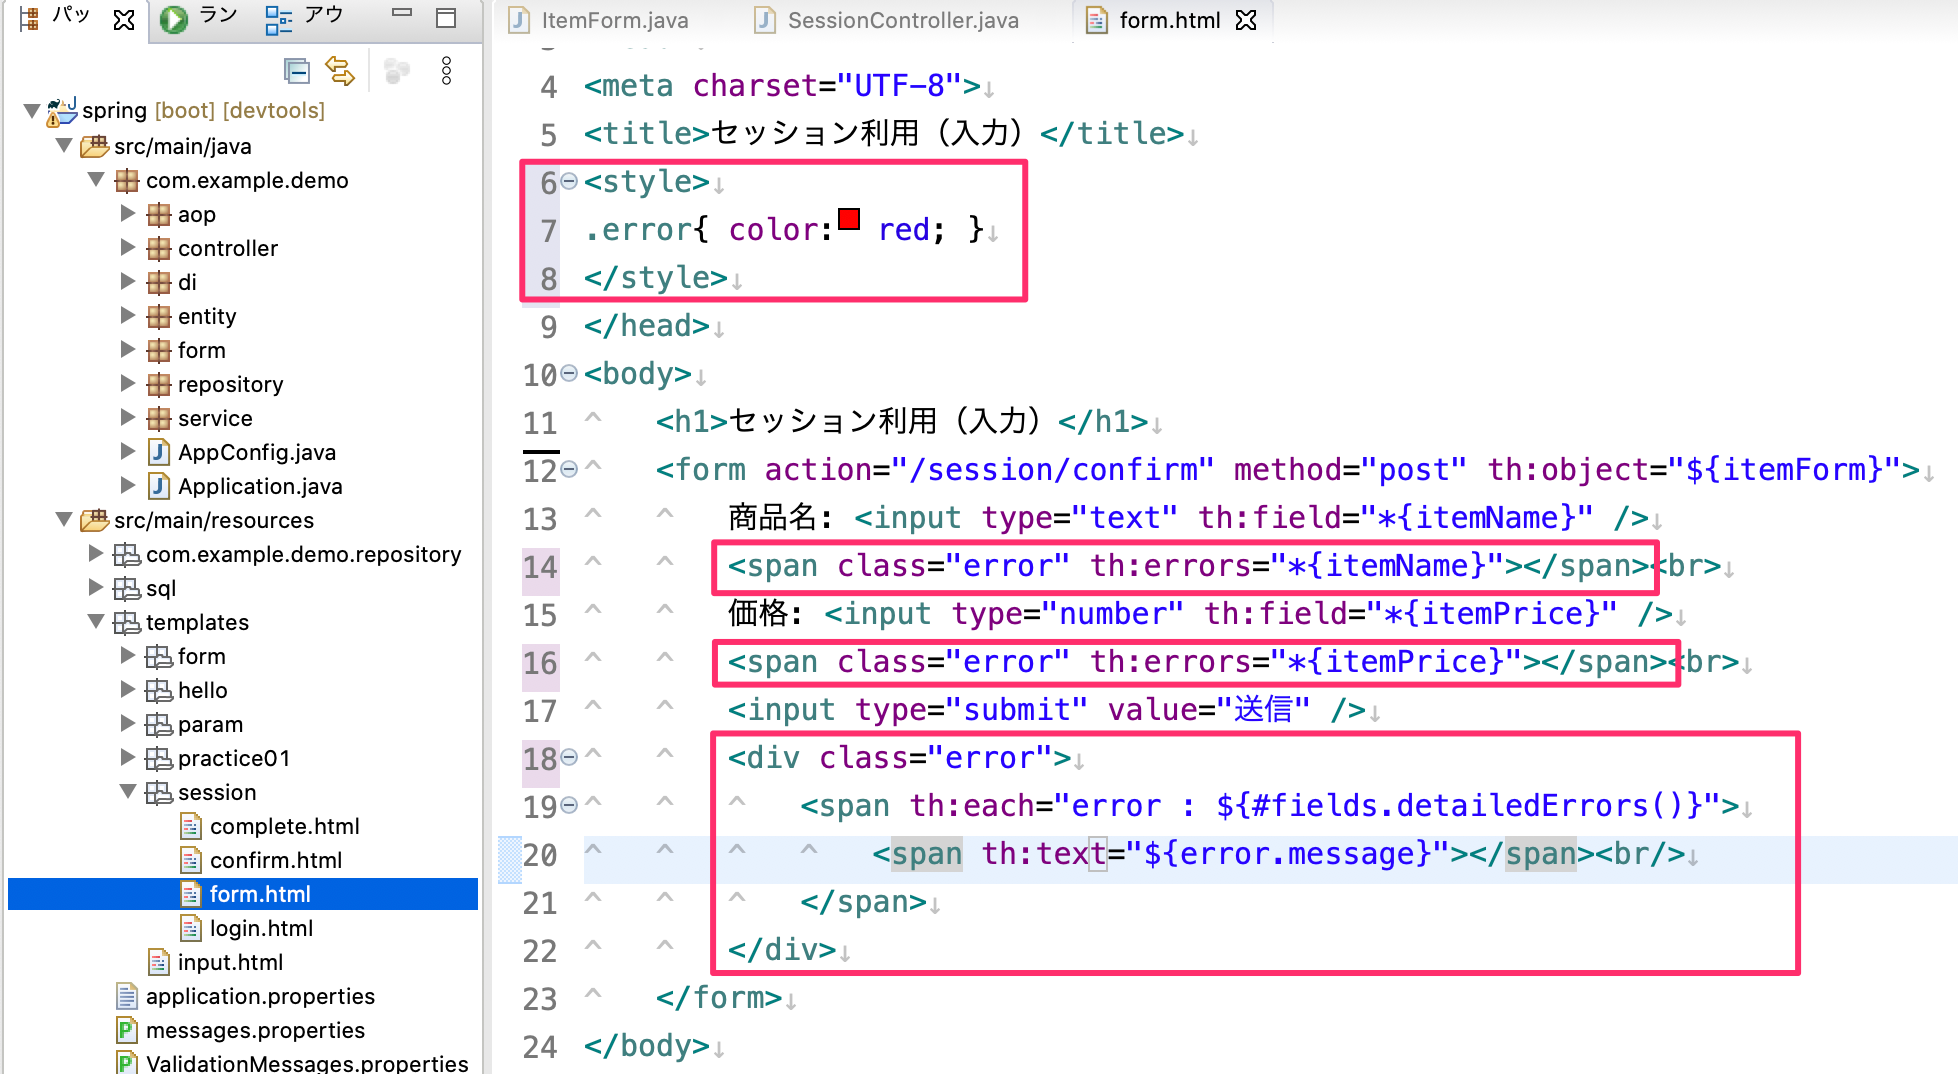 パッ
ラン
アウ
spring [boot] [devtools]
src/main/java
com.example.demo
aop
controller
di
entity
form
repository
service
AppConfig.java
Application.java
src/main/resources
com.example.demo.repository
sql
templates
form
hello
param
practice01
session
complete.html
confirm.html
form.html
login.html
input.html
application.properties
messages.properties
ValidationMessages.properties
ItemForm.java
SessionController.java
form.html
4 <meta charset="UTF-8">↓
5 <title>セッション利用（入力）</title>↓
6 <style>↓
7 .error{ color: red; }↓
8 </style>↓
9 </head>↓
10 <body>↓
11 ^ <h1>セッション利用（入力）</h1>↓
12 ^ <form action="/session/confirm" method="post" th:object="${itemForm}">↓
13 ^ ^ 商品名: <input type="text" th:field="*{itemName}" />↓
14 ^ ^ <span class="error" th:errors="*{itemName}"></span><br>↓
15 ^ ^ 価格: <input type="number" th:field="*{itemPrice}" />↓
16 ^ ^ <span class="error" th:errors="*{itemPrice}"></span><br>↓
17 ^ ^ <input type="submit" value="送信" />↓
18 ^ ^ <div class="error">↓
19 ^ ^ ^ <span th:each="error : ${#fields.detailedErrors()}">↓
20 ^ ^ ^ ^ <span th:text="${error.message}"></span><br/>↓
21 ^ ^ ^ </span>↓
22 ^ ^ </div>↓
23 ^ </form>↓
24 </body>↓